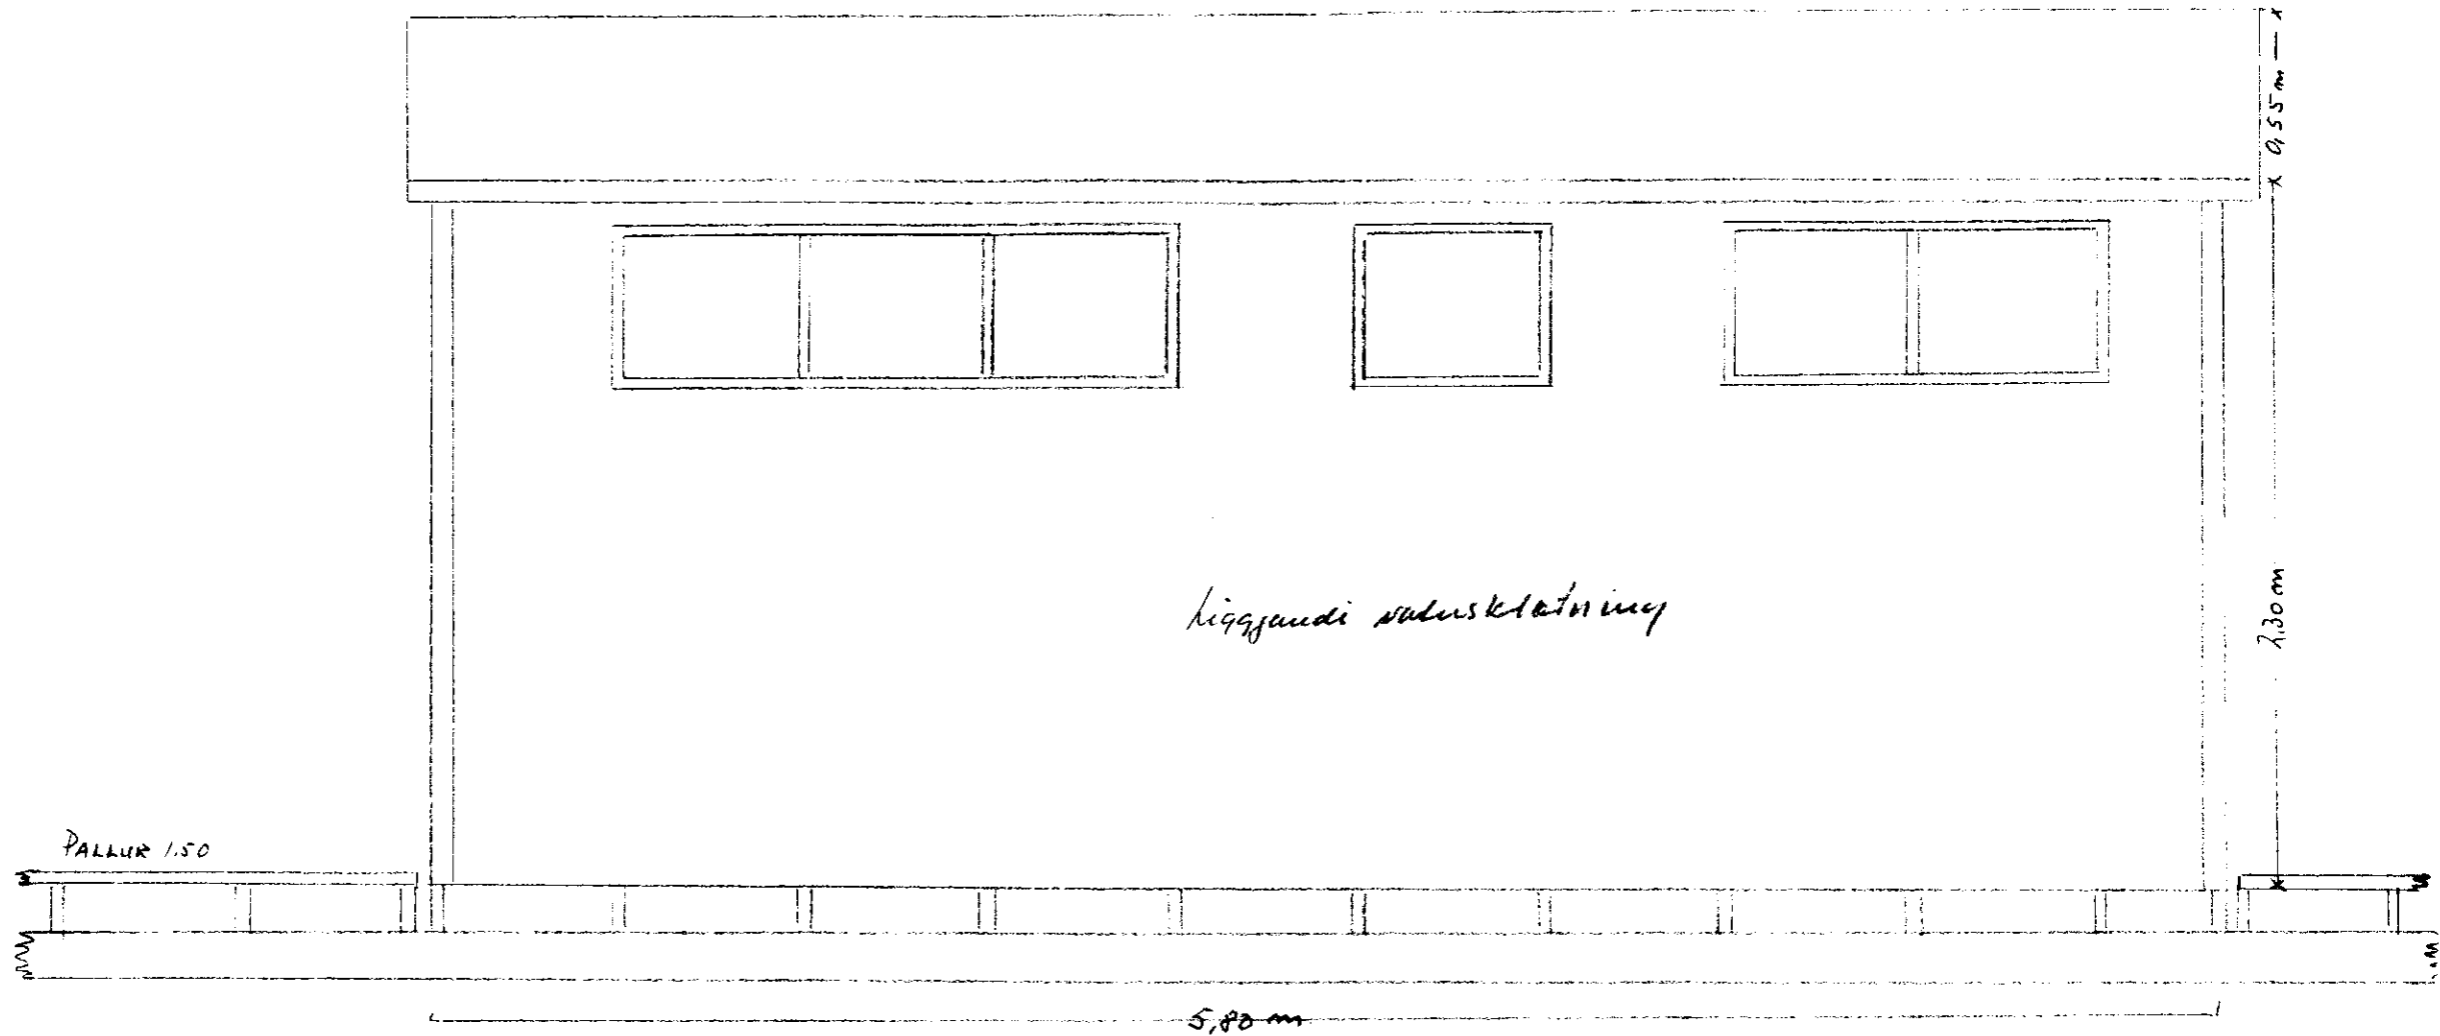 0,55 m
Liggjandi vatnsklæðning
2,30 m
PALLUR 1.50
5,80 m